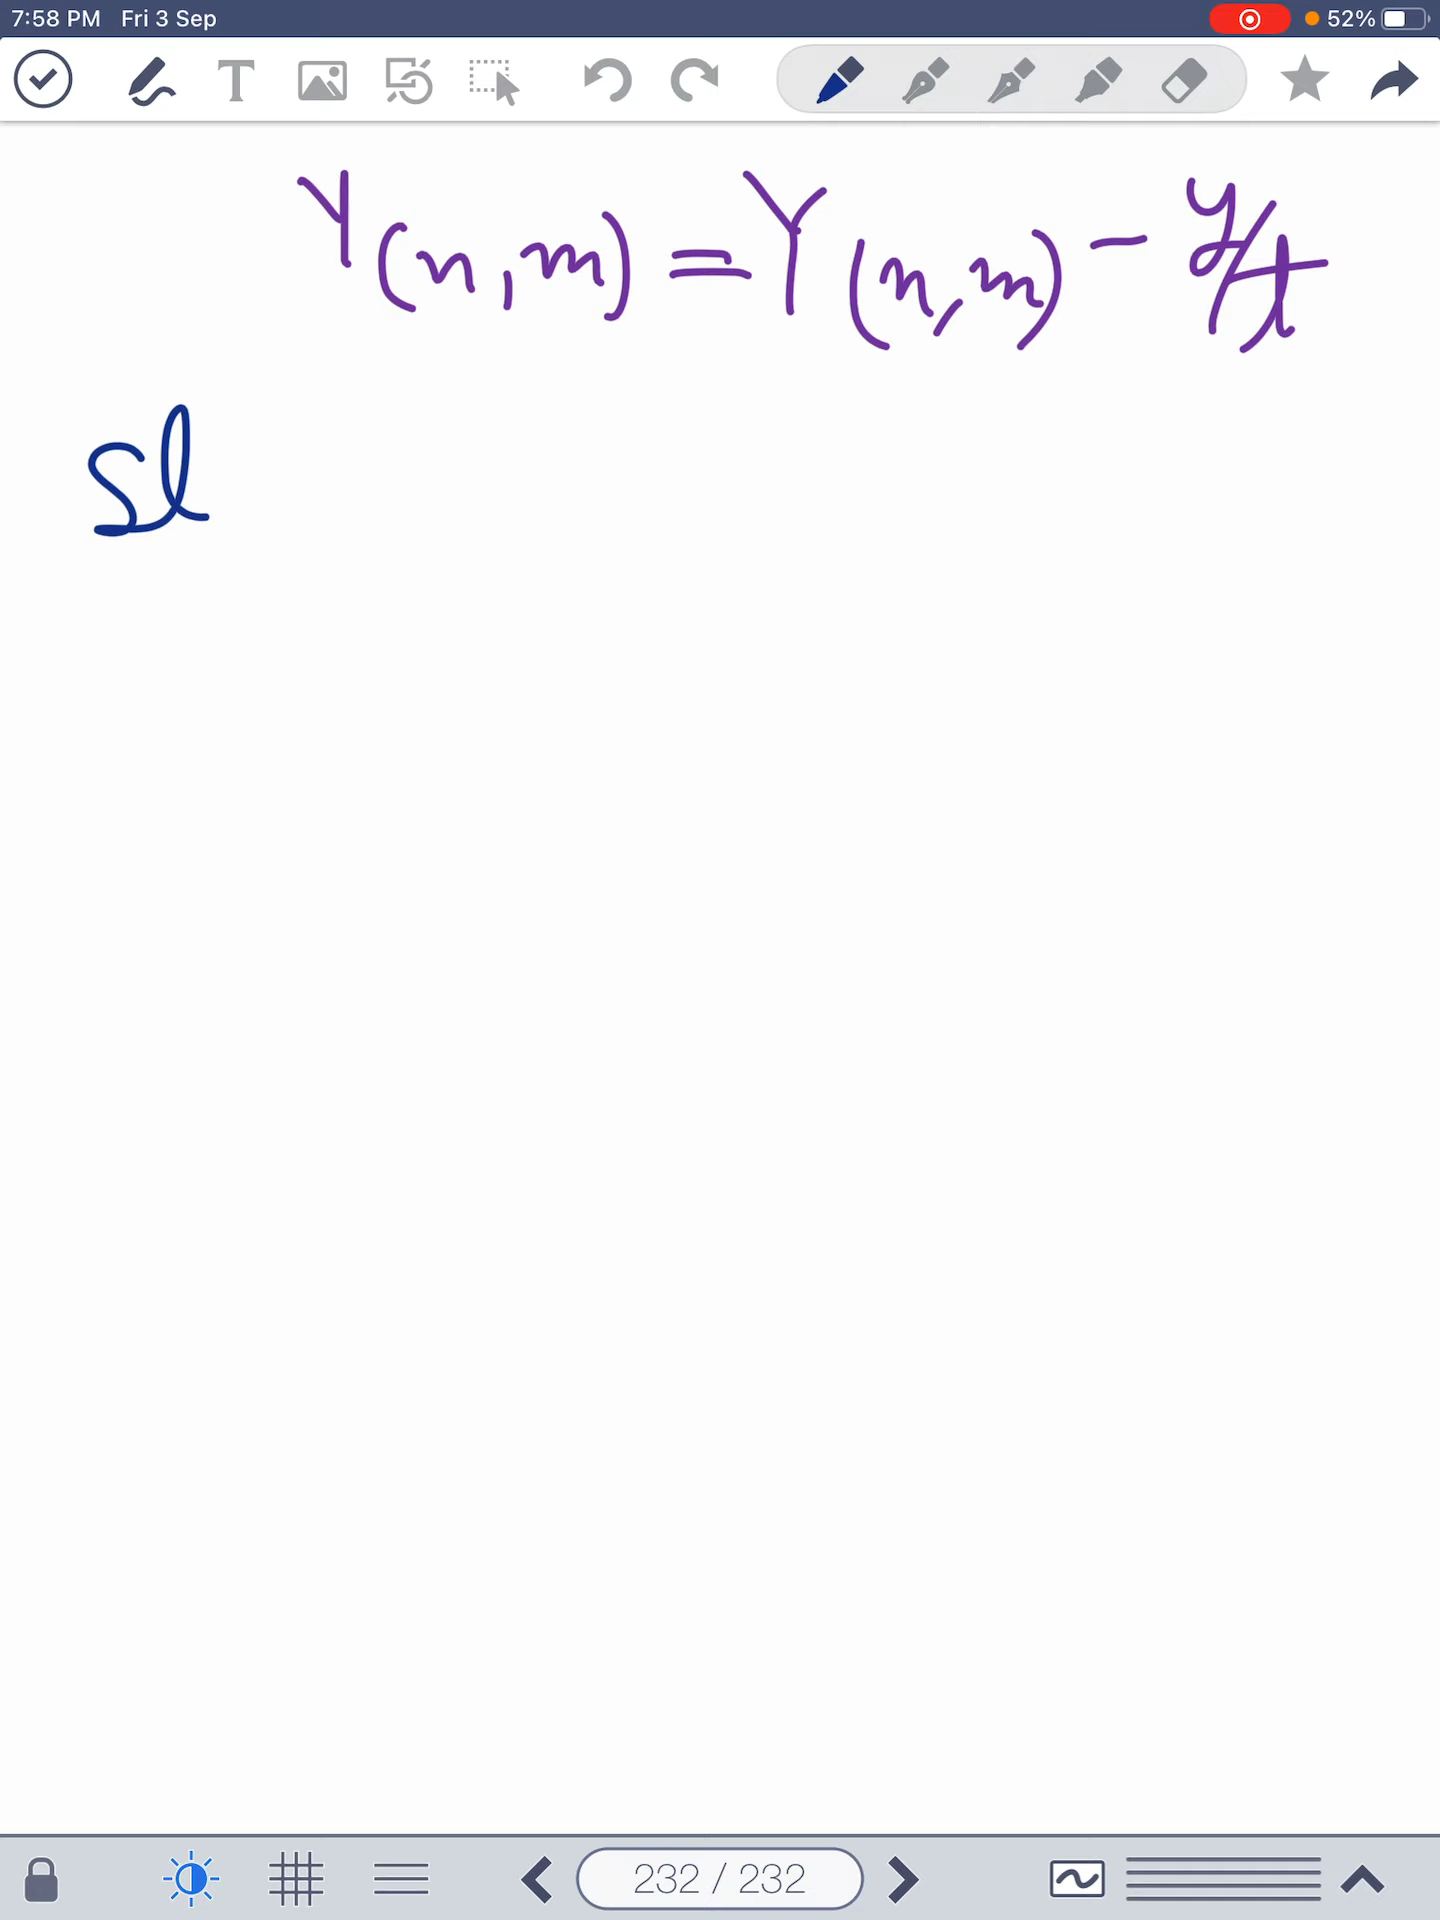 7:58 PM Fri 3 Sep 52%
T
Y(n,m) = Y(n,m) - y/t
Sl
232 / 232